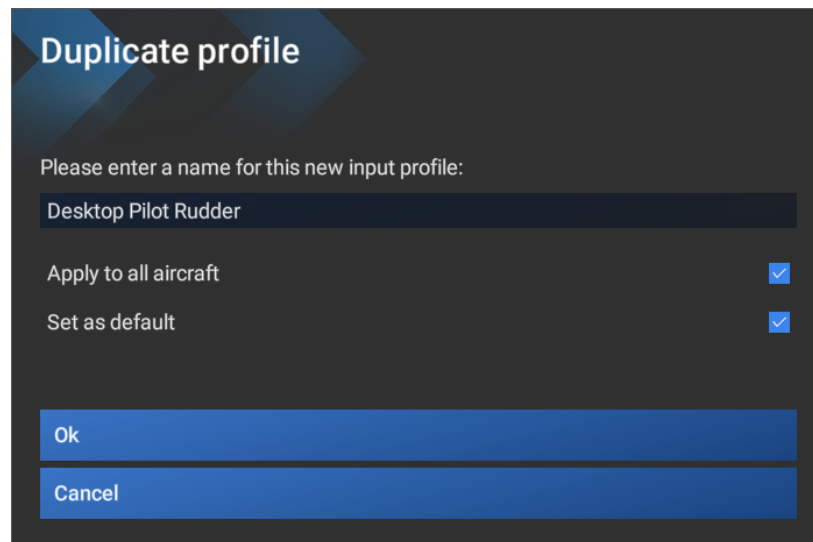 Duplicate profile
Please enter a name for this new input profile:
Desktop Pilot Rudder
Apply to all aircraft
Set as default
Ok
Cancel